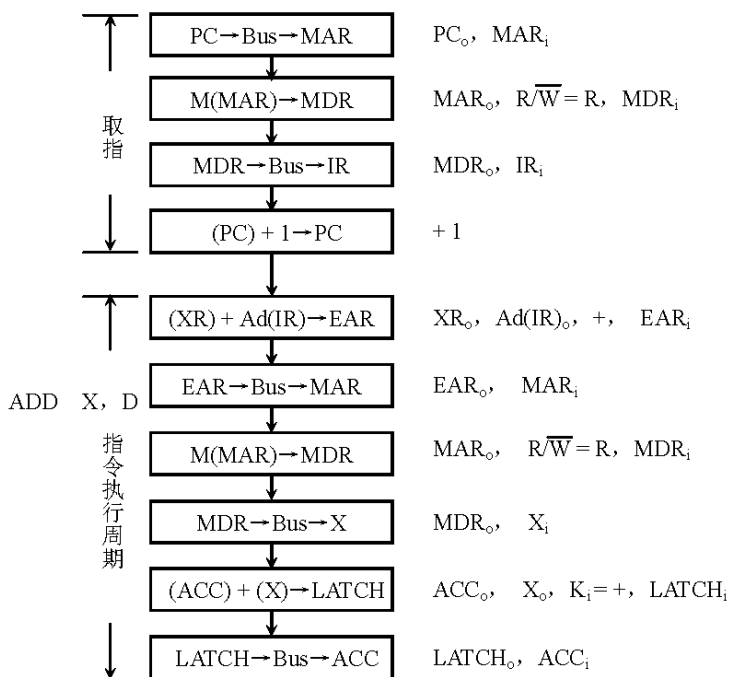 PC→Bus→MAR PCₒ，MARᵢ
M(MAR)→MDR MARₒ，R/W̅ = R，MDRᵢ
取指
MDR→Bus→IR MDRₒ，IRᵢ
(PC) + 1→PC + 1
(XR) + Ad(IR)→EAR XRₒ，Ad(IR)ₒ，+，EARᵢ
EAR→Bus→MAR EARₒ，MARᵢ
ADD X，D
M(MAR)→MDR MARₒ，R/W̅ = R，MDRᵢ
指令执行周期
MDR→Bus→X MDRₒ，Xᵢ
(ACC) + (X)→LATCH ACCₒ，Xₒ，Kᵢ= +，LATCHᵢ
LATCH→Bus→ACC LATCHₒ，ACCᵢ